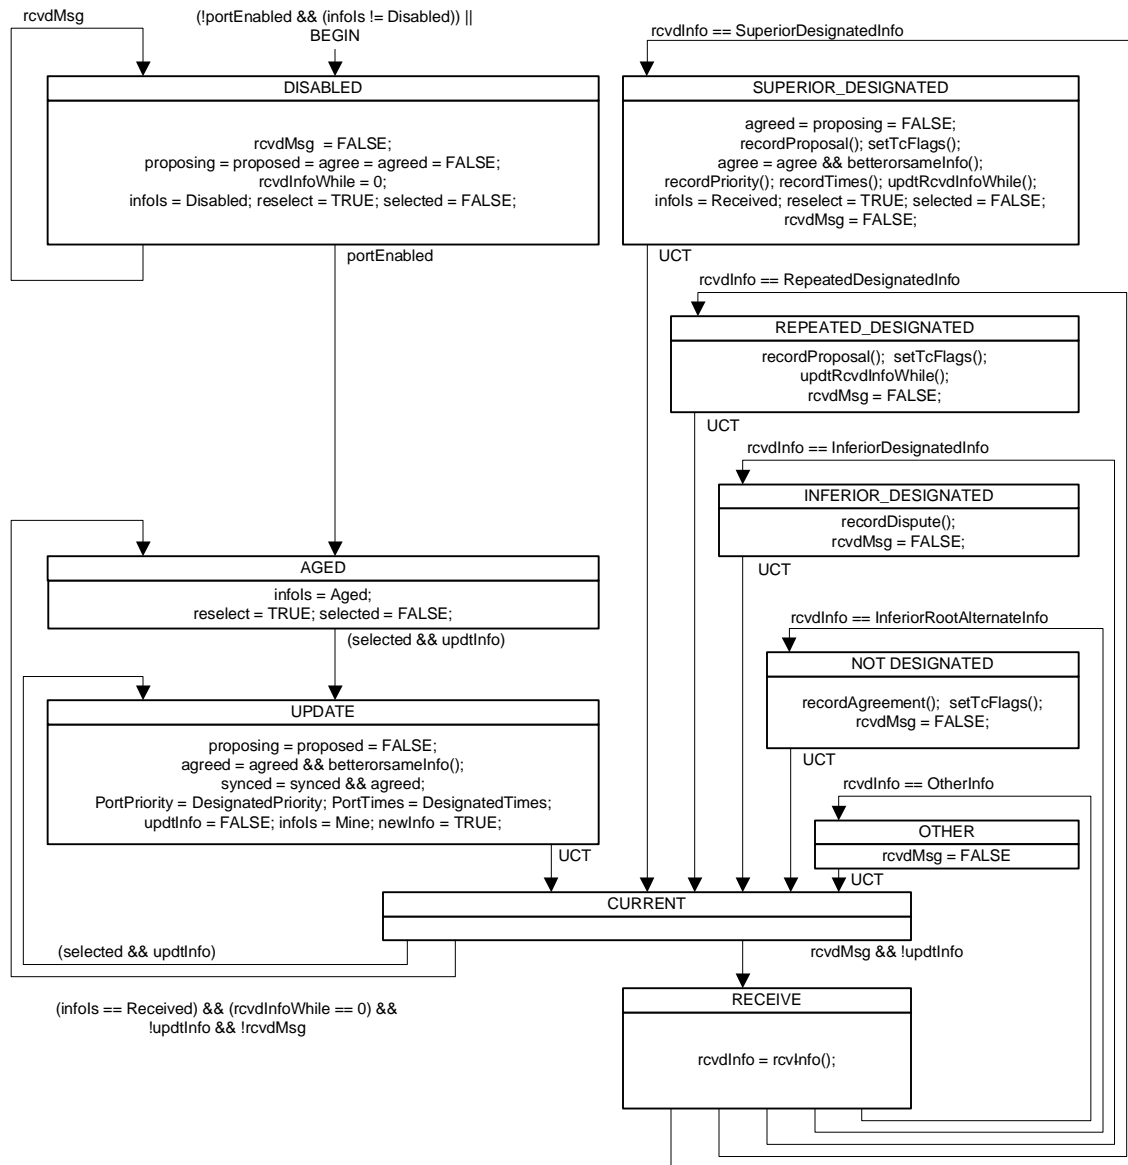 rcvdMsg
(!portEnabled && (infoIs != Disabled)) ||
BEGIN
rcvdInfo == SuperiorDesignatedInfo
DISABLED
rcvdMsg = FALSE;
proposing = proposed = agree = agreed = FALSE;
rcvdInfoWhile = 0;
infoIs = Disabled; reselect = TRUE; selected = FALSE;
portEnabled
SUPERIOR_DESIGNATED
agreed = proposing = FALSE;
recordProposal(); setTcFlags();
agree = agree && betterorsameInfo();
recordPriority(); recordTimes(); updtRcvdInfoWhile();
infoIs = Received; reselect = TRUE; selected = FALSE;
rcvdMsg = FALSE;
UCT
rcvdInfo == RepeatedDesignatedInfo
REPEATED_DESIGNATED
recordProposal(); setTcFlags();
updtRcvdInfoWhile();
rcvdMsg = FALSE;
UCT
rcvdInfo == InferiorDesignatedInfo
INFERIOR_DESIGNATED
recordDispute();
rcvdMsg = FALSE;
UCT
AGED
infoIs = Aged;
reselect = TRUE; selected = FALSE;
(selected && updtInfo)
rcvdInfo == InferiorRootAlternateInfo
NOT DESIGNATED
recordAgreement(); setTcFlags();
rcvdMsg = FALSE;
UCT
UPDATE
proposing = proposed = FALSE;
agreed = agreed && betterorsameInfo();
synced = synced && agreed;
PortPriority = DesignatedPriority; PortTimes = DesignatedTimes;
updtInfo = FALSE; infoIs = Mine; newInfo = TRUE;
UCT
rcvdInfo == OtherInfo
OTHER
rcvdMsg = FALSE
UCT
CURRENT
(selected && updtInfo)
rcvdMsg && !updtInfo
(infoIs == Received) && (rcvdInfoWhile == 0) &&
!updtInfo && !rcvdMsg
RECEIVE
rcvdInfo = rcvInfo();